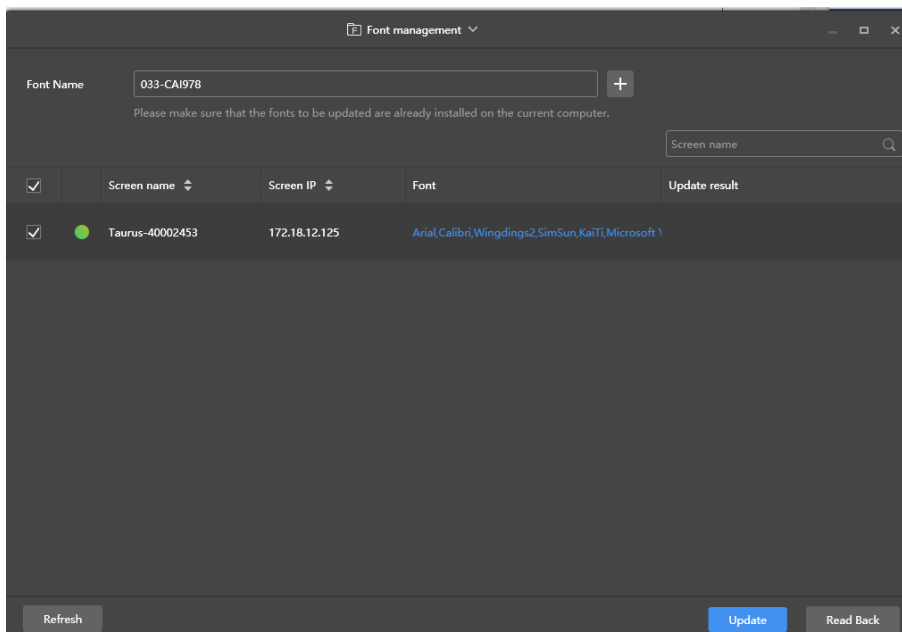 Font management
Font Name
033-CAI978
Please make sure that the fonts to be updated are already installed on the current computer.
Screen name
Screen name
Screen IP
Font
Update result
Taurus-40002453
172.18.12.125
Arial,Calibri,Wingdings2,SimSun,KaiTi,Microsoft
Refresh
Update
Read Back